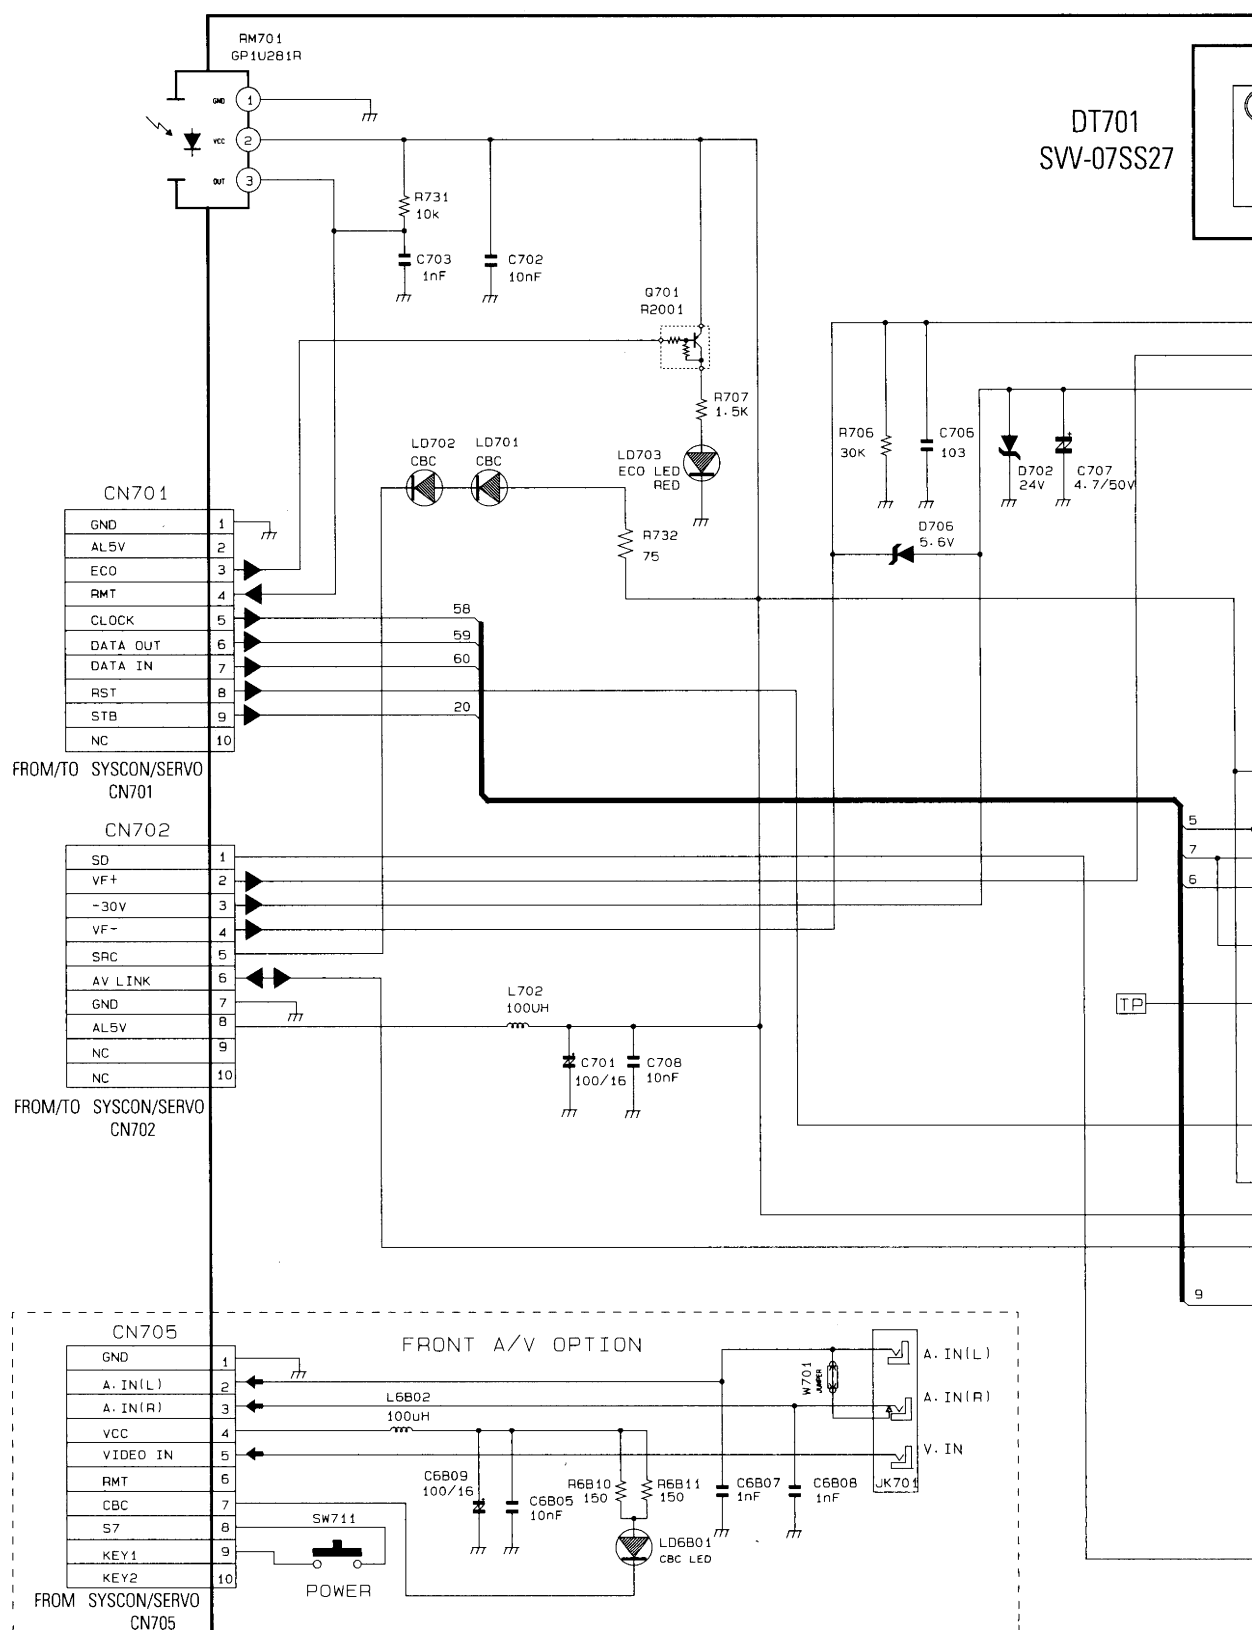 RM701
GP1U281R
GND 1
VCC 2
OUT 3
DT701
SVV-07SS27
R731
10k
C703
1nF
C702
10nF
Q701
R2001
R707
1.5K
LD703
ECO LED
RED
LD702
CBC
LD701
CBC
R732
75
R706
30K
C706
103
D702
24V
C707
4.7/50V
D706
5.6V
CN701
GND 1
AL5V 2
ECO 3
RMT 4
CLOCK 5
DATA OUT 6
DATA IN 7
RST 8
STB 9
NC 10
58
59
60
20
FROM/TO SYSCON/SERVO
CN701
5
7
6
CN702
SD 1
VF+ 2
-30V 3
VF- 4
SRC 5
AV LINK 6
GND 7
AL5V 8
NC 9
NC 10
FROM/TO SYSCON/SERVO
CN702
L702
100UH
C701
100/16
C708
10nF
TP
9
CN705
FRONT A/V OPTION
GND 1
A.IN(L) 2
A.IN(R) 3
VCC 4
VIDEO IN 5
RMT 6
CBC 7
S7 8
KEY1 9
KEY2 10
FROM SYSCON/SERVO
CN705
L6B02
100uH
C6B09
100/16
C6B05
10nF
SW711
POWER
R6B10
150
R6B11
150
LD6B01
CBC LED
C6B07
1nF
C6B08
1nF
W701
JUMPER
JK701
A.IN(L)
A.IN(R)
V.IN